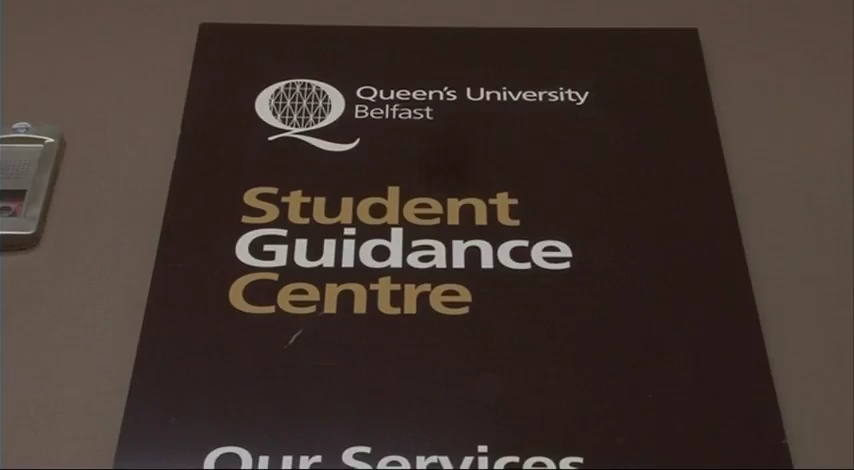 Queen's University
Belfast
Student
Guidance
Centre
Our Services